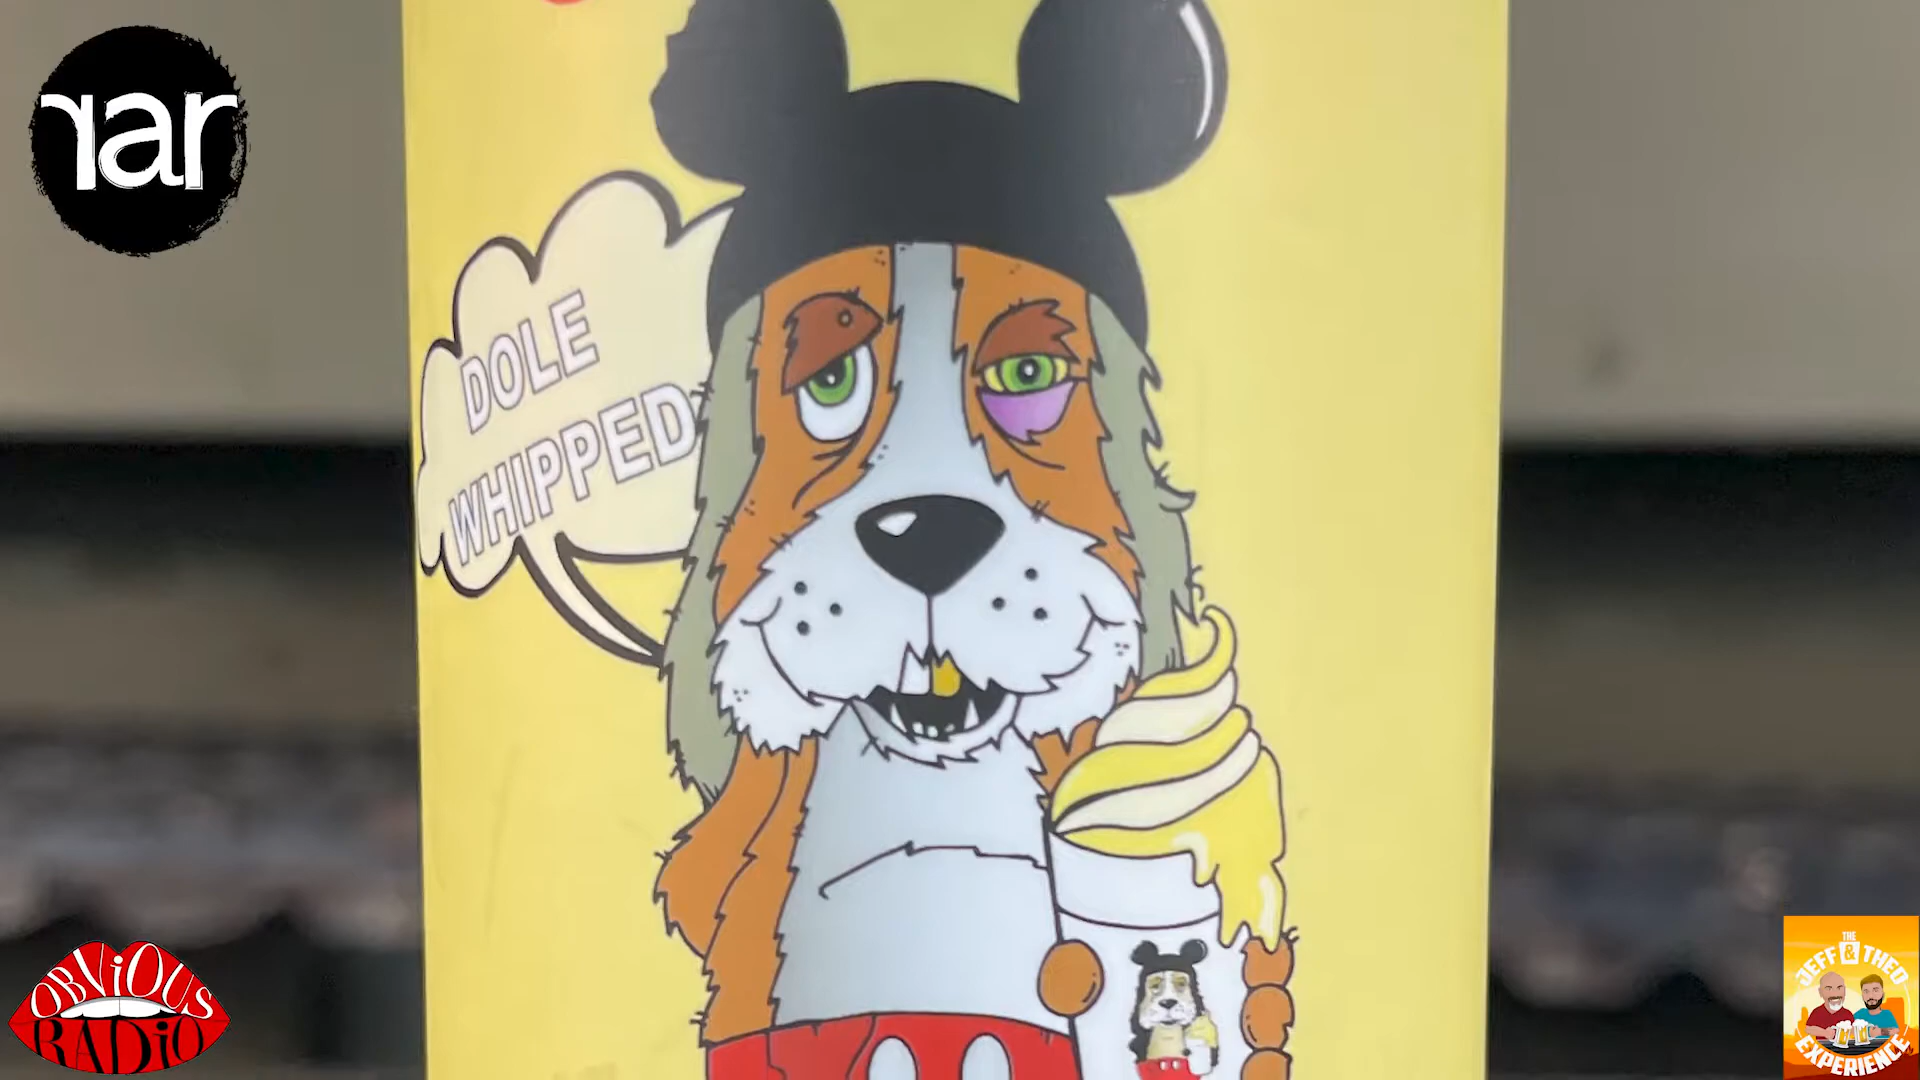 rar
DOLE
WHIPPED
OBViOUS
RADiO
THE
JEFF & THEO
EXPERIENCE